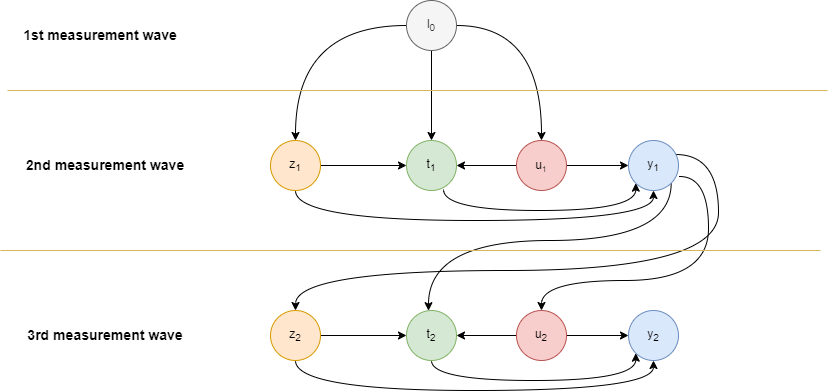 l₀
1st measurement wave
2nd measurement wave
z₁ t₁ u₁ y₁
3rd measurement wave
z₂ t₂ u₂ y₂